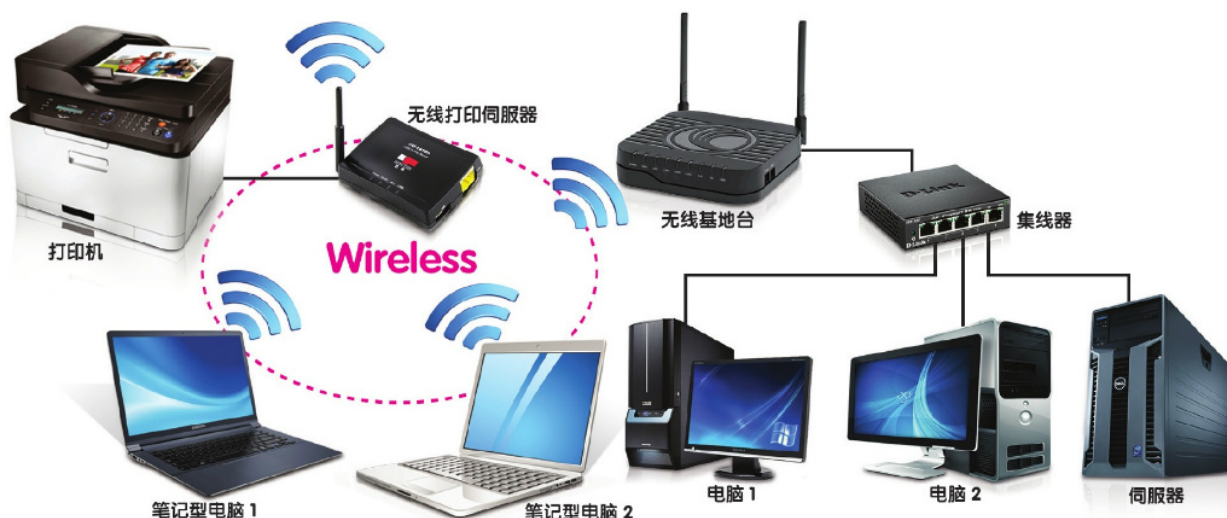 无线打印伺服器
打印机
Wireless
无线基地台
D-Link
集线器
笔记型电脑 1
笔记型电脑 2
电脑 1
电脑 2
伺服器
DELL